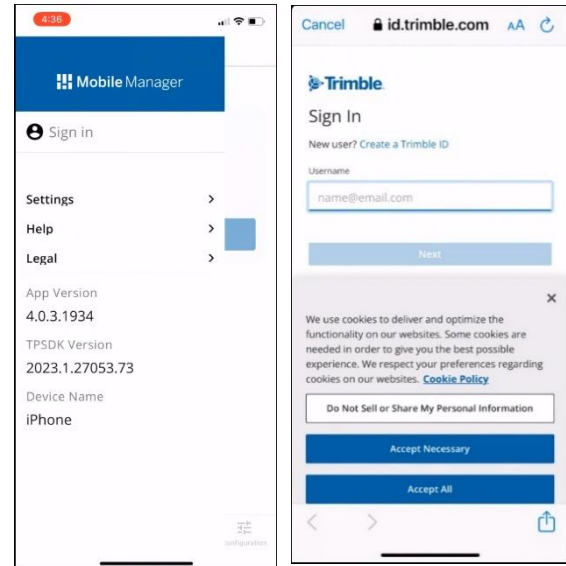 4:36
Mobile Manager
Sign in
Settings
Help
Legal
App Version
4.0.3.1934
TPSDK Version
2023.1.27053.73
Device Name
iPhone
Cancel
id.trimble.com
AA
Trimble
Sign In
New user? Create a Trimble ID
Username
name@email.com
Next
We use cookies to deliver and optimize the
functionality on our websites. Some cookies are
needed in order to give you the best possible
experience. We respect your preferences regarding
cookies on our websites. Cookie Policy
Do Not Sell or Share My Personal Information
Accept Necessary
Accept All